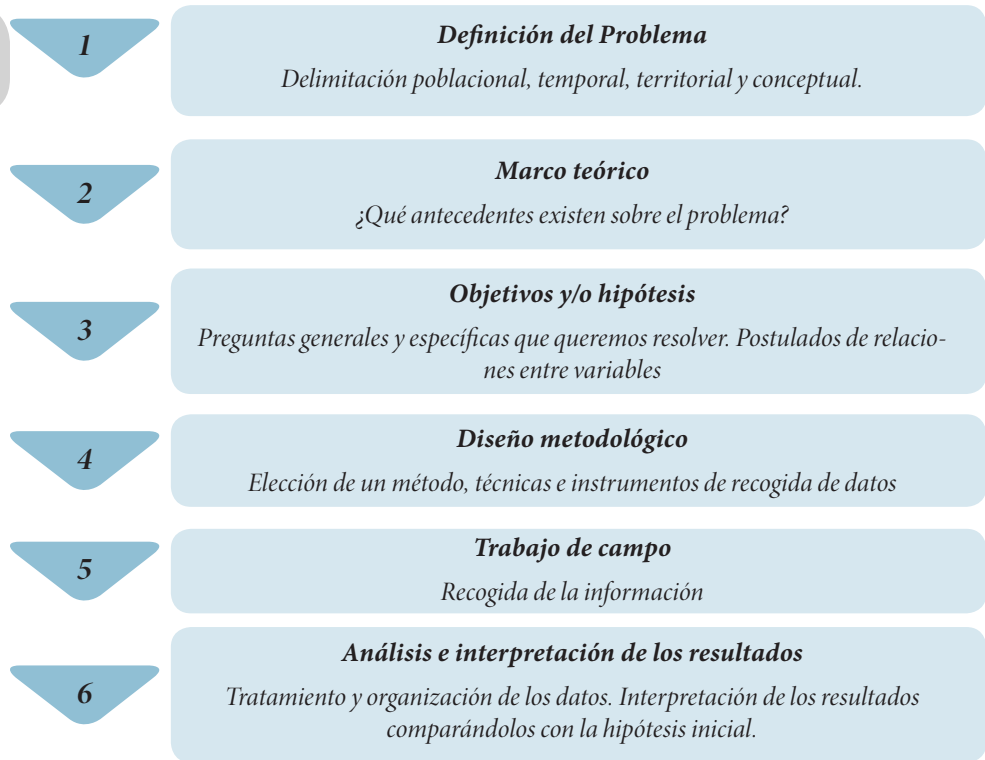 1
Definición del Problema
Delimitación poblacional, temporal, territorial y conceptual.
2
Marco teórico
¿Qué antecedentes existen sobre el problema?
3
Objetivos y/o hipótesis
Preguntas generales y específicas que queremos resolver. Postulados de relacio-
nes entre variables
4
Diseño metodológico
Elección de un método, técnicas e instrumentos de recogida de datos
5
Trabajo de campo
Recogida de la información
6
Análisis e interpretación de los resultados
Tratamiento y organización de los datos. Interpretación de los resultados
comparándolos con la hipótesis inicial.